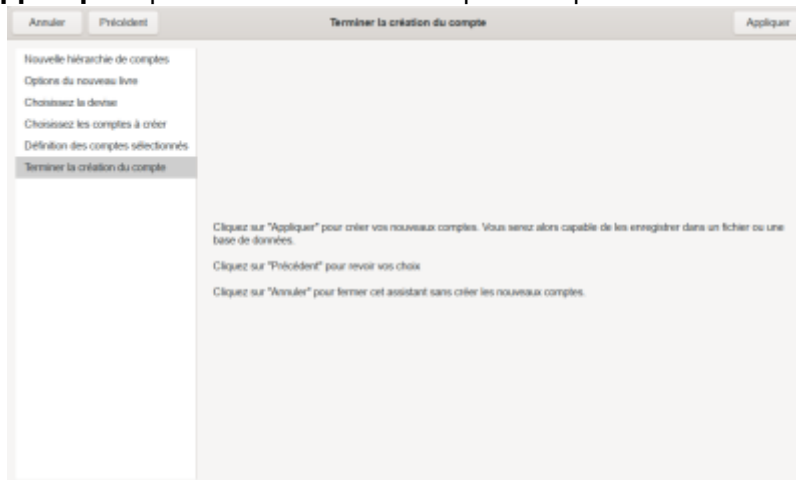 Annuler Précédent Terminer la création du compte Appliquer
Nouvelle hiérarchie de comptes
Options du nouveau livre
Choisissez la devise
Choisissez les comptes à créer
Définition des comptes sélectionnés
Terminer la création du compte
Cliquez sur "Appliquer" pour créer vos nouveaux comptes. Vous serez alors capable de les enregistrer dans un fichier ou une
base de données.
Cliquez sur "Précédent" pour revoir vos choix
Cliquez sur "Annuler" pour fermer cet assistant sans créer les nouveaux comptes.